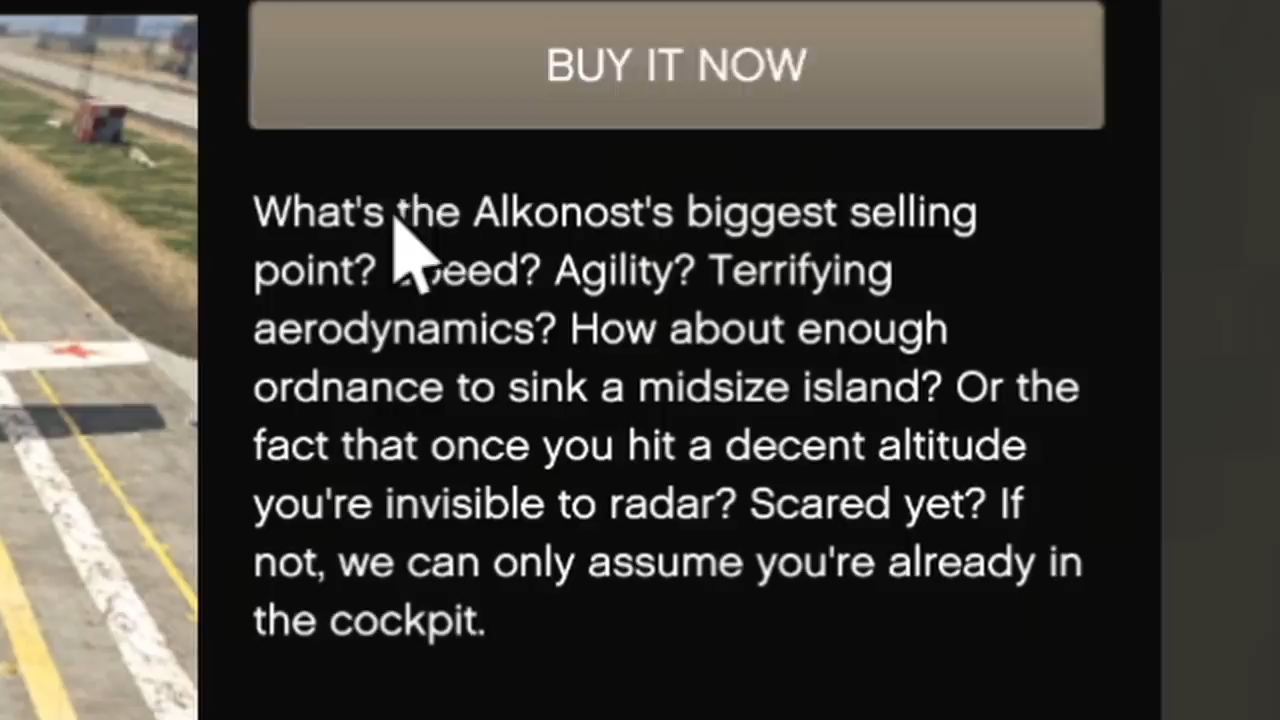 BUY IT NOW
What's the Alkonost's biggest selling
point? Speed? Agility? Terrifying
aerodynamics? How about enough
ordnance to sink a midsize island? Or the
fact that once you hit a decent altitude
you're invisible to radar? Scared yet? If
not, we can only assume you're already in
the cockpit.